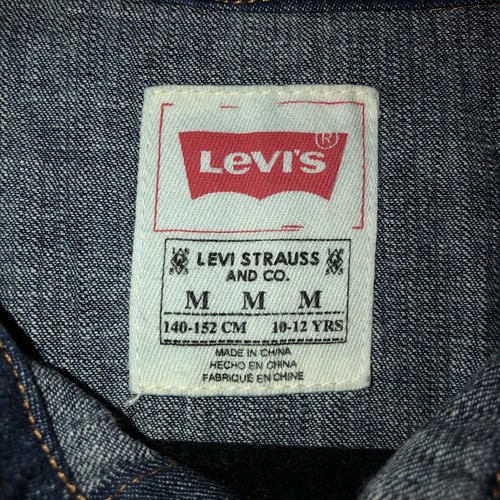 LEVI'S ®
LEVI STRAUSS
AND CO.
M M M
140-152 CM 10-12 YRS
MADE IN CHINA
HECHO EN CHINA
FABRIQUÉ EN CHINE